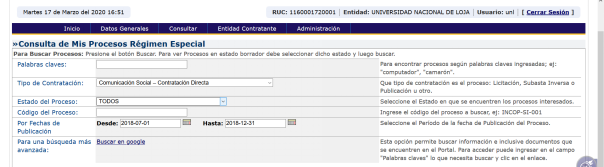 Martes 17 de Marzo del 2020 16:51 RUC: 1160001720001 | Entidad: UNIVERSIDAD NACIONAL DE LOJA | Usuario: unl | [ Cerrar Sesión ]
Inicio Datos Generales Consultar Entidad Contratante Administración
»Consulta de Mis Procesos Régimen Especial
Para Buscar Procesos: Presione el botón Buscar. Para ver Procesos en estado borrador debe seleccionar dicho estado y luego buscar.
Palabras claves: Para encontrar procesos según palabras claves ingresadas; ej: "computador", "camarón".
Tipo de Contratación: Comunicación Social – Contratación Directa Que tipo de contratación es el proceso: Licitación, Subasta Inversa o Publicación u otro.
Estado del Proceso: TODOS Seleccione el Estado en que se encuentren los procesos interesados.
Código del Proceso: Ingrese el código del proceso a buscar, ej: INCOP-SI-001
Por Fechas de Publicación Desde: 2018-07-01 Hasta: 2018-12-31 Seleccione el Período de la fecha de Publicación del Proceso.
Para una búsqueda más avanzada: Buscar en google Esta opción permite buscar información e inclusive documentos que se encuentren en el Portal. Para acceder puede ingresar en el campo "Palabras claves" lo que necesita buscar y clic en el enlace.